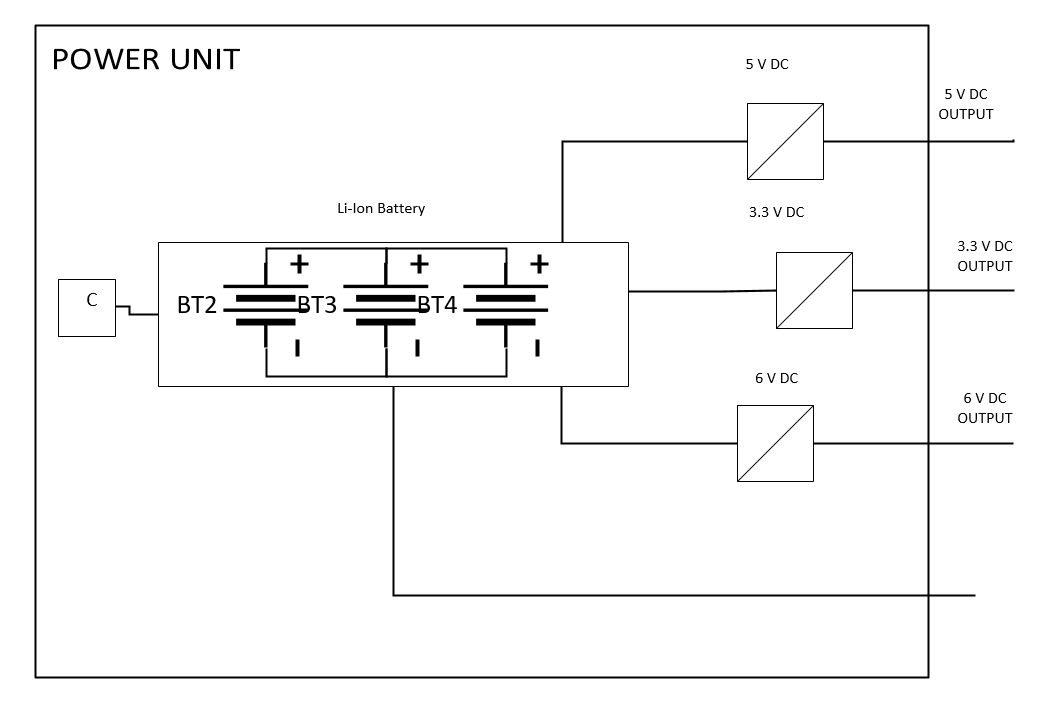 POWER UNIT
5 V DC
5 V DC
OUTPUT
Li-Ion Battery
3.3 V DC
3.3 V DC
OUTPUT
C
BT2
BT3
BT4
+
+
+
6 V DC
6 V DC
OUTPUT